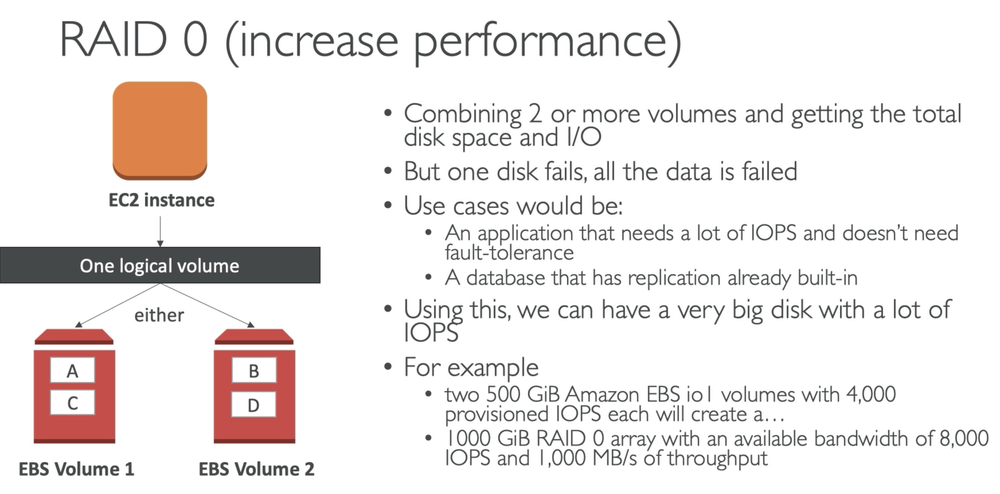 RAID 0 (increase performance)
EC2 instance
One logical volume
either
A
B
C
D
EBS Volume 1
EBS Volume 2
• Combining 2 or more volumes and getting the total
disk space and I/O
• But one disk fails, all the data is failed
• Use cases would be:
• An application that needs a lot of IOPS and doesn't need
fault-tolerance
• A database that has replication already built-in
• Using this, we can have a very big disk with a lot of
IOPS
• For example
• two 500 GiB Amazon EBS io1 volumes with 4,000
provisioned IOPS each will create a…
• 1000 GiB RAID 0 array with an available bandwidth of 8,000
IOPS and 1,000 MB/s of throughput